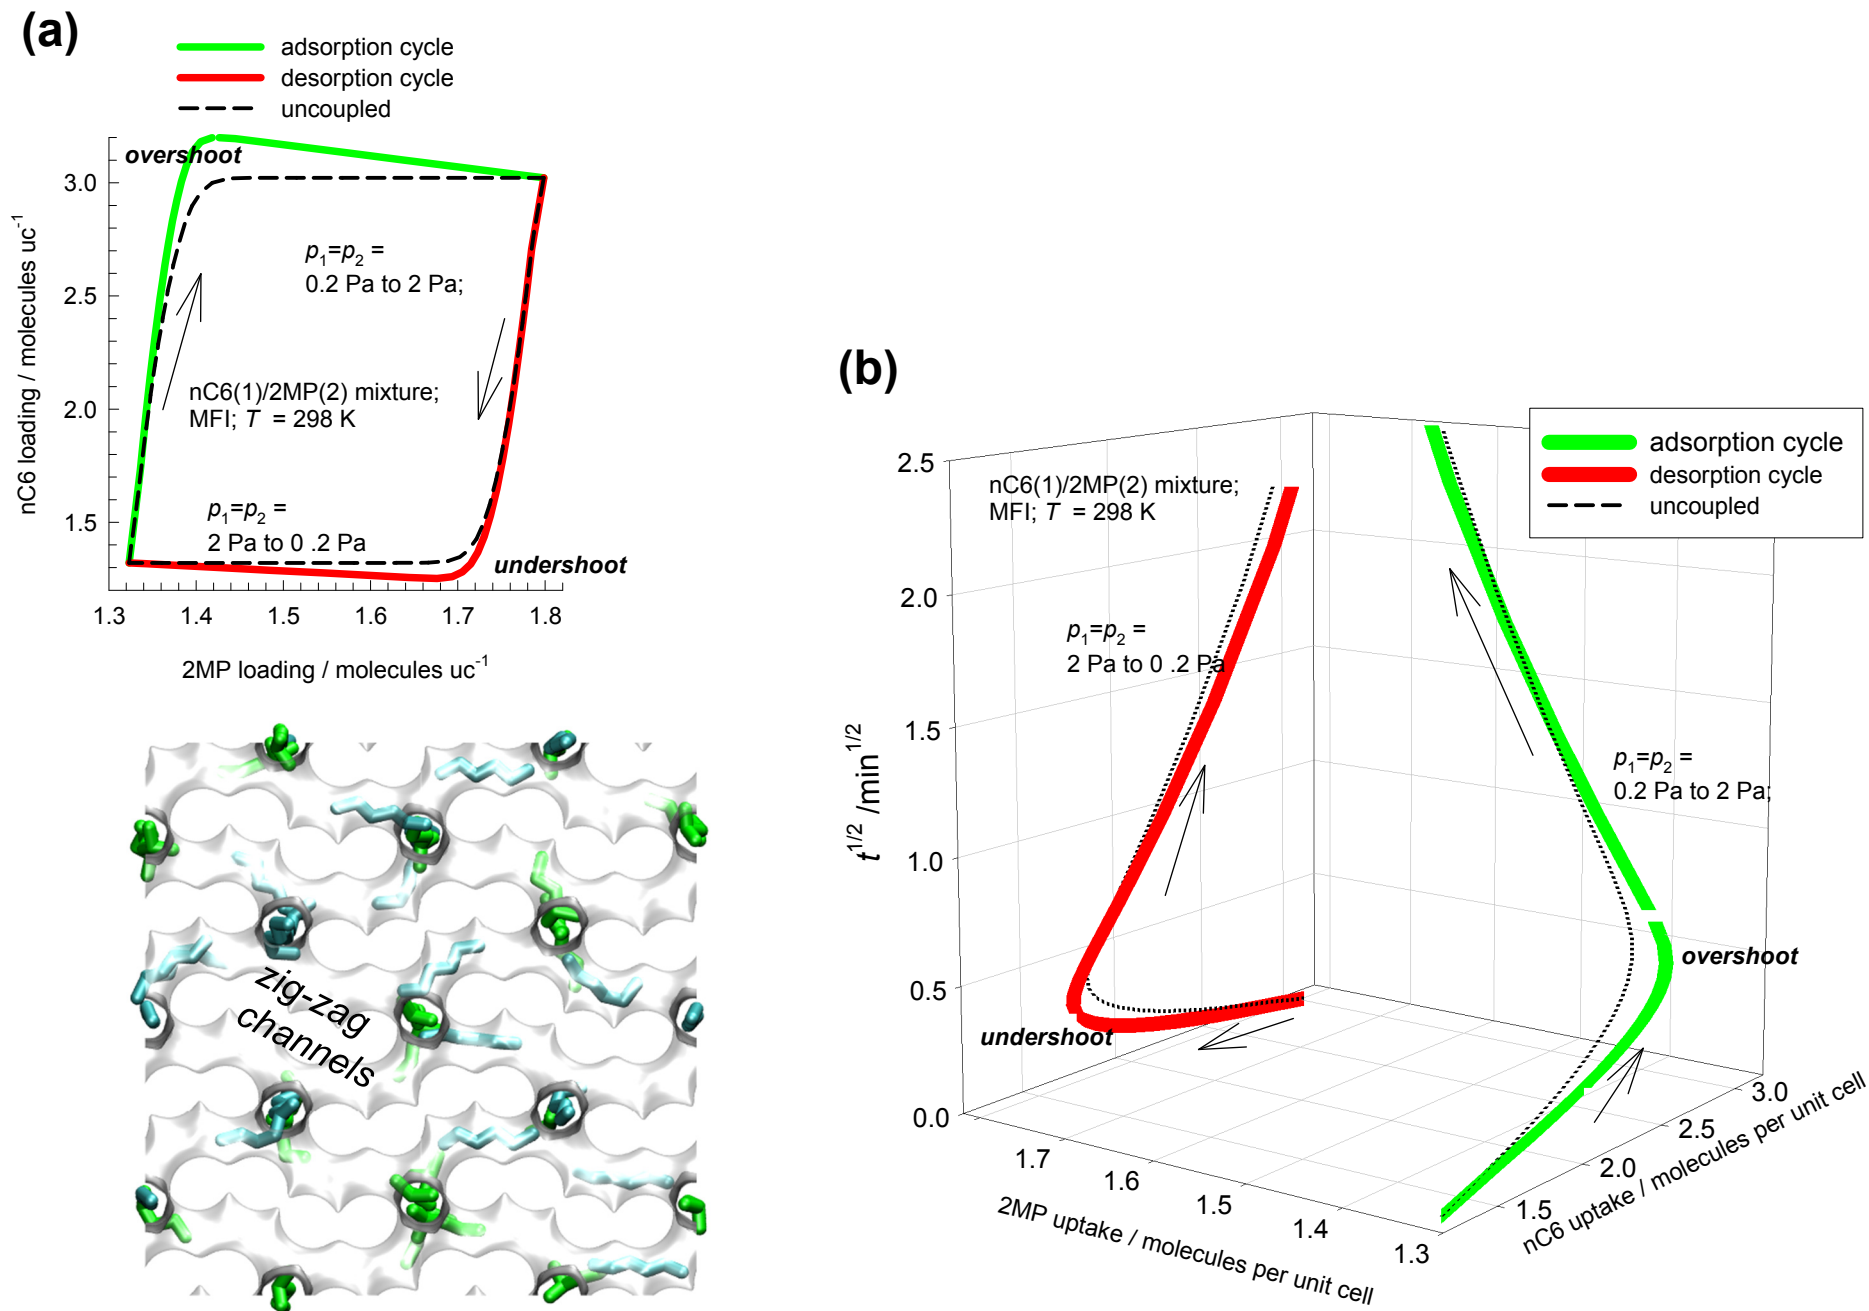 (a)
adsorption cycle
desorption cycle
uncoupled
overshoot
3.0
2.5
2.0
1.5
nC6 loading / molecules uc-1
p1=p2 =
0.2 Pa to 2 Pa;
nC6(1)/2MP(2) mixture;
MFI; T = 298 K
p1=p2 =
2 Pa to 0 .2 Pa
undershoot
1.3 1.4 1.5 1.6 1.7 1.8
2MP loading / molecules uc-1
zig-zag
channels
(b)
adsorption cycle
desorption cycle
uncoupled
2.5
2.0
1.5
1.0
0.5
0.0
t1/2 /min1/2
nC6(1)/2MP(2) mixture;
MFI; T = 298 K
p1=p2 =
2 Pa to 0 .2 Pa
p1=p2 =
0.2 Pa to 2 Pa;
overshoot
undershoot
1.7
1.6
1.5
1.4
1.3
2MP uptake / molecules per unit cell
1.5
2.0
2.5
3.0
nC6 uptake / molecules per unit cell